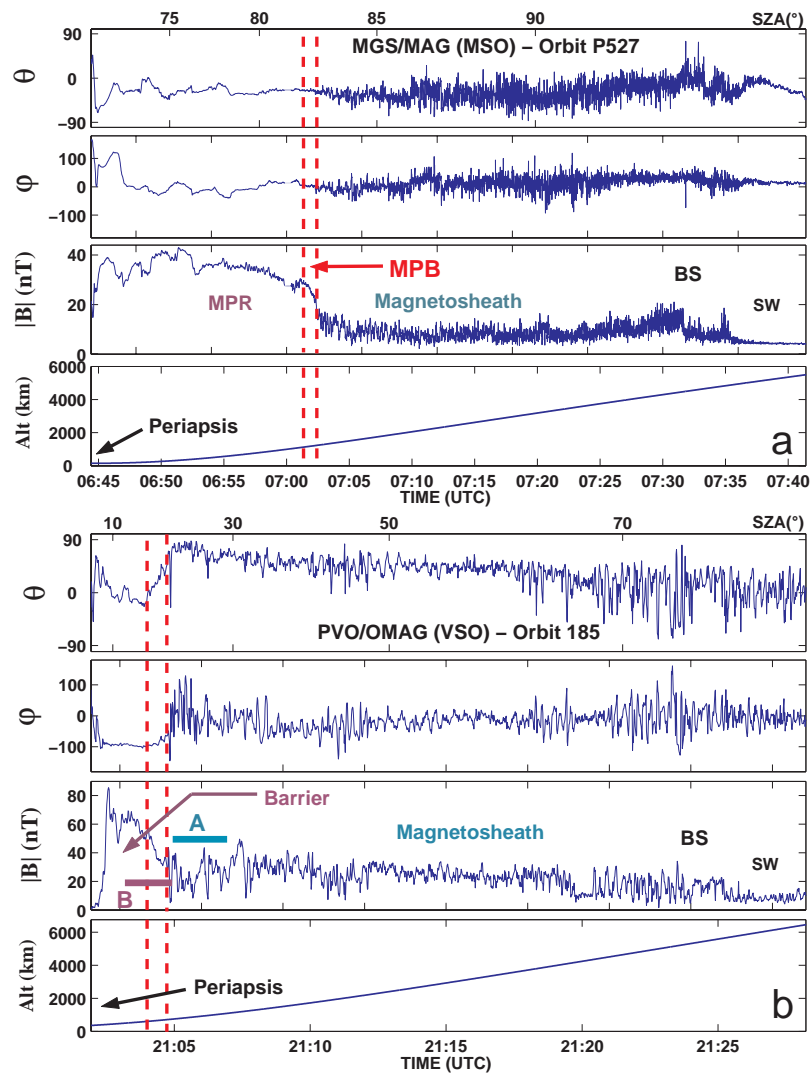 75 80 85 90 SZA(°)
MGS/MAG (MSO) – Orbit P527
θ
90
0
−90
φ
100
0
−100
|B| (nT)
40
20
0
MPB
MPR
Magnetosheath
BS
SW
Alt (km)
6000
4000
2000
0
Periapsis
a
06:45 06:50 06:55 07:00 07:05 07:10 07:15 07:20 07:25 07:30 07:35 07:40
TIME (UTC)
10 30 50 70 SZA(°)
θ
90
0
−90
PVO/OMAG (VSO) – Orbit 185
φ
100
0
−100
|B| (nT)
80
60
40
20
0
Barrier
A
Magnetosheath
BS
SW
B
Alt (km)
6000
4000
2000
0
Periapsis
b
21:05 21:10 21:15 21:20 21:25
TIME (UTC)